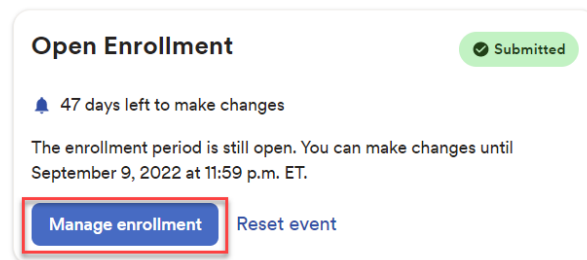 Open Enrollment
Submitted
47 days left to make changes
The enrollment period is still open. You can make changes until
September 9, 2022 at 11:59 p.m. ET.
Manage enrollment Reset event